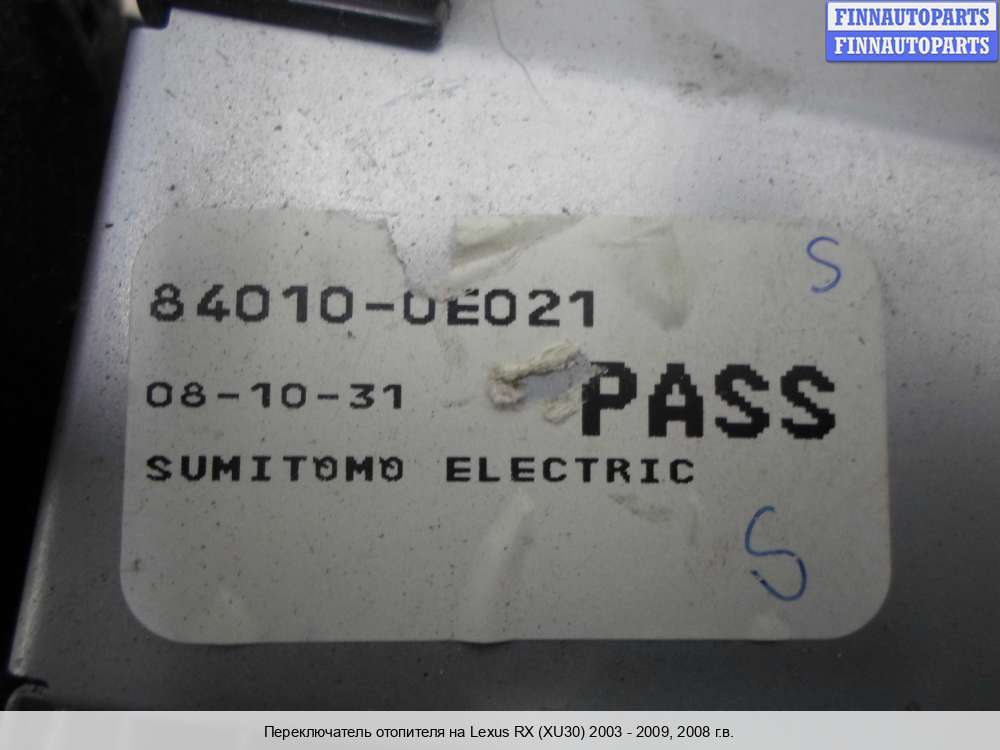 FINNAUTOPARTS
FINNAUTOPARTS
S
84010-0E021
08-10-31 PASS
SUMITOMO ELECTRIC
S
Переключатель отопителя на Lexus RX (XU30) 2003 - 2009, 2008 г.в.